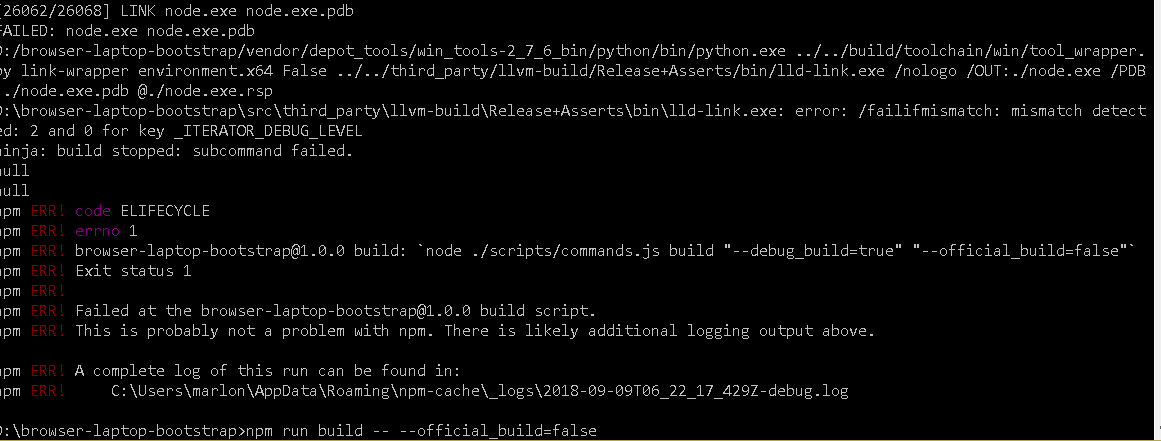 [26062/26068] LINK node.exe node.exe.pdb
FAILED: node.exe node.exe.pdb
D:/browser-laptop-bootstrap/vendor/depot_tools/win_tools-2_7_6_bin/python/bin/python.exe ../../build/toolchain/win/tool_wrapper.
py link-wrapper environment.x64 False ../../third_party/llvm-build/Release+Asserts/bin/lld-link.exe /nologo /OUT:./node.exe /PDB
:./node.exe.pdb @./node.exe.rsp
D:\browser-laptop-bootstrap\src\third_party\llvm-build\Release+Asserts\bin\lld-link.exe: error: /failifmismatch: mismatch detect
ed: 2 and 0 for key _ITERATOR_DEBUG_LEVEL
ninja: build stopped: subcommand failed.
null
null
npm ERR! code ELIFECYCLE
npm ERR! errno 1
npm ERR! browser-laptop-bootstrap@1.0.0 build: `node ./scripts/commands.js build "--debug_build=true" "--official_build=false"`
npm ERR! Exit status 1
npm ERR!
npm ERR! Failed at the browser-laptop-bootstrap@1.0.0 build script.
npm ERR! This is probably not a problem with npm. There is likely additional logging output above.
npm ERR! A complete log of this run can be found in:
npm ERR! C:\Users\marlon\AppData\Roaming\npm-cache\_logs\2018-09-09T06_22_17_429Z-debug.log
D:\browser-laptop-bootstrap>npm run build -- --official_build=false